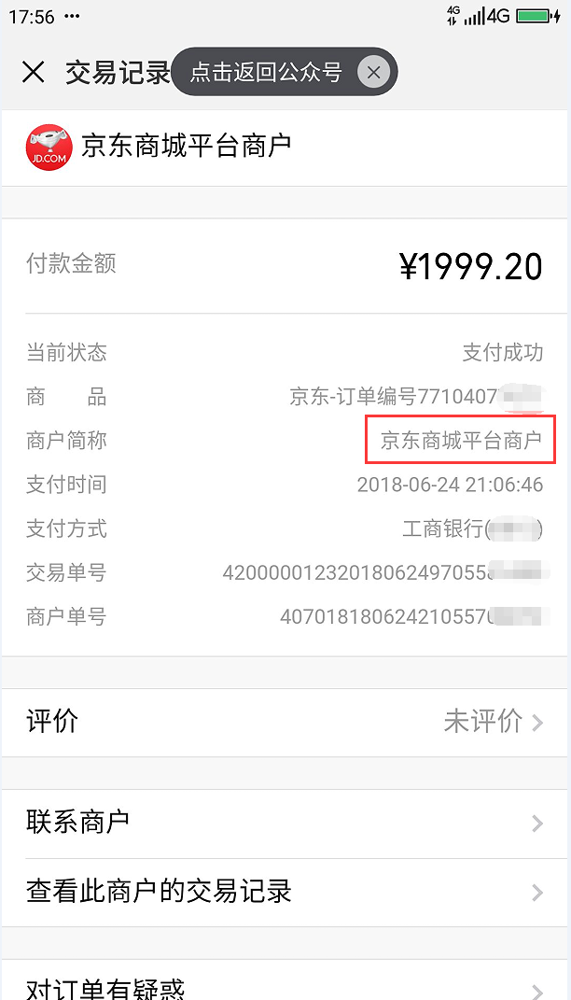 17:56 ••• 4G 4G
交易记录 点击返回公众号
JD.COM
京东商城平台商户
付款金额 ¥1999.20
当前状态 支付成功
商 品 京东-订单编号7710407
商户简称 京东商城平台商户
支付时间 2018-06-24 21:06:46
支付方式 工商银行( )
交易单号 42000001232018062497055
商户单号 4070181806242105570
评价 未评价
联系商户
查看此商户的交易记录
对订单有疑惑